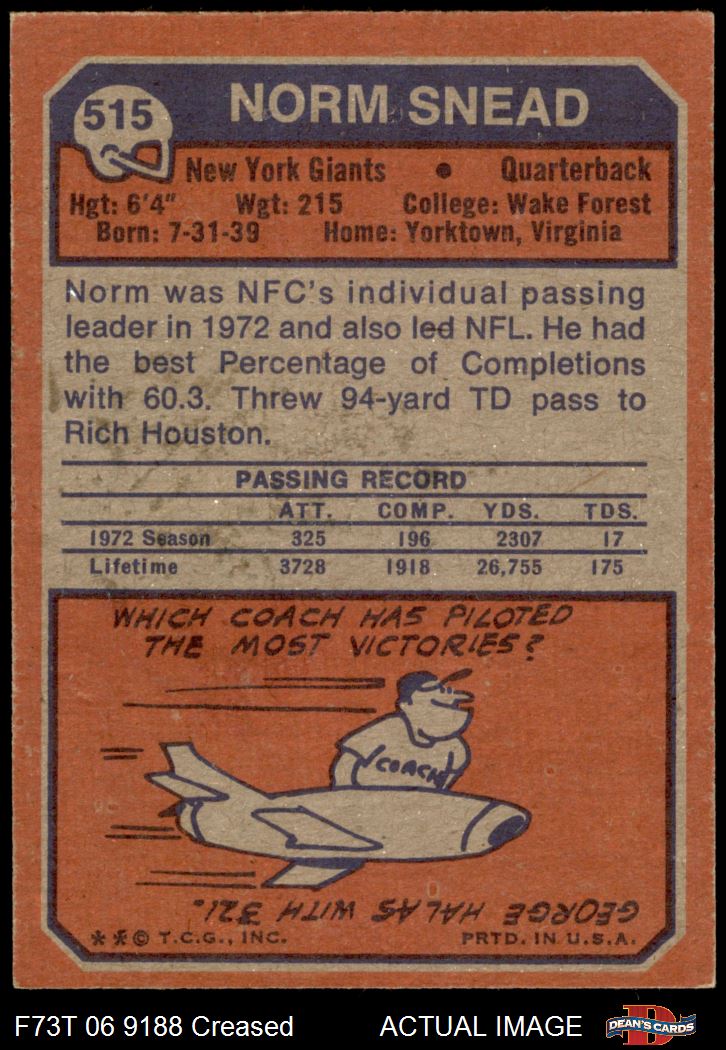 515
NORM SNEAD
New York Giants • Quarterback
Hgt: 6'4" Wgt: 215 College: Wake Forest
Born: 7-31-39 Home: Yorktown, Virginia
Norm was NFC's individual passing
leader in 1972 and also led NFL. He had
the best Percentage of Completions
with 60.3. Threw 94-yard TD pass to
Rich Houston.
PASSING RECORD
ATT. COMP. YDS. TDS.
1972 Season 325 196 2307 17
Lifetime 3728 1918 26,755 175
WHICH COACH HAS PILOTED
THE MOST VICTORIES?
COACH
GEORGE HALAS WITH 321.
**© T.C.G., INC. PRTD. IN U.S.A.
F73T 06 9188 Creased ACTUAL IMAGE
D
DEAN'S CARDS